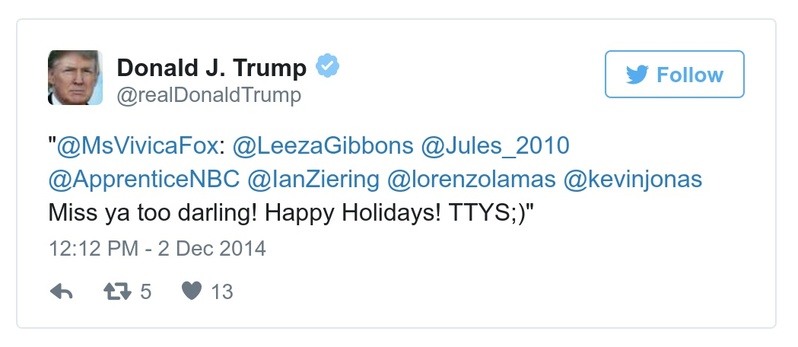 Donald J. Trump
@realDonaldTrump
Follow
"@MsVivicaFox: @LeezaGibbons @Jules_2010
@ApprenticeNBC @IanZiering @lorenzolamas @kevinjonas
Miss ya too darling! Happy Holidays! TTYS;)"
12:12 PM - 2 Dec 2014
5 13